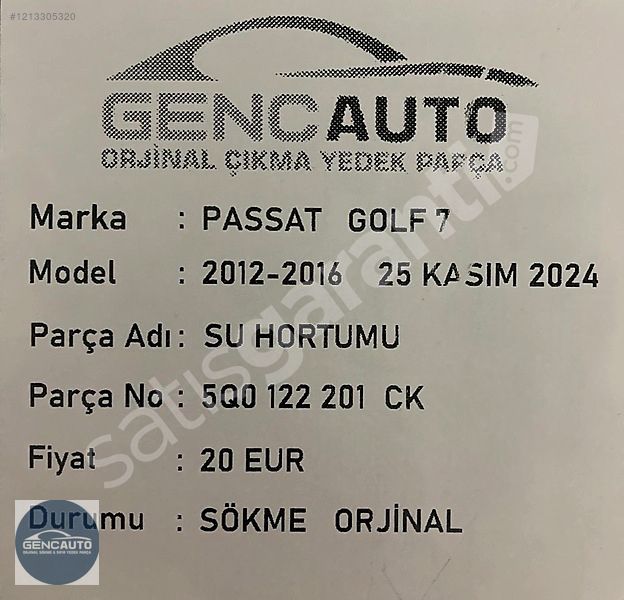 #1213305320
GENCAUTO
ORJİNAL ÇIKMA YEDEK PARÇA
Marka : PASSAT GOLF 7
Model : 2012-2016 25 KASIM 2024
Parça Adı : SU HORTUMU
Parça No : 5Q0 122 201 CK
Fiyat : 20 EUR
Durumu : SÖKME ORJİNAL
satisgaranti.com
GENCAUTO